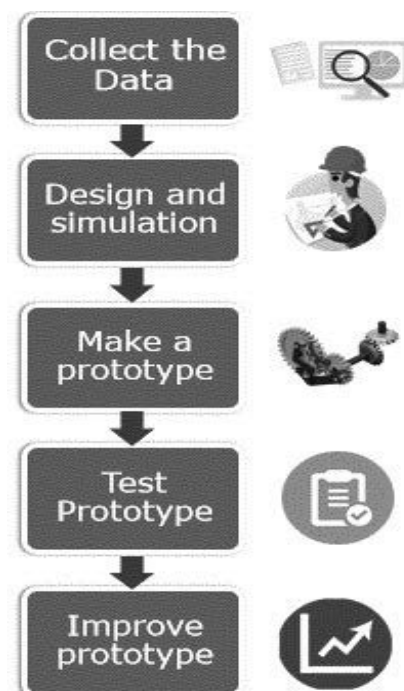 Collect the
Data
Design and
simulation
Make a
prototype
Test
Prototype
Improve
prototype